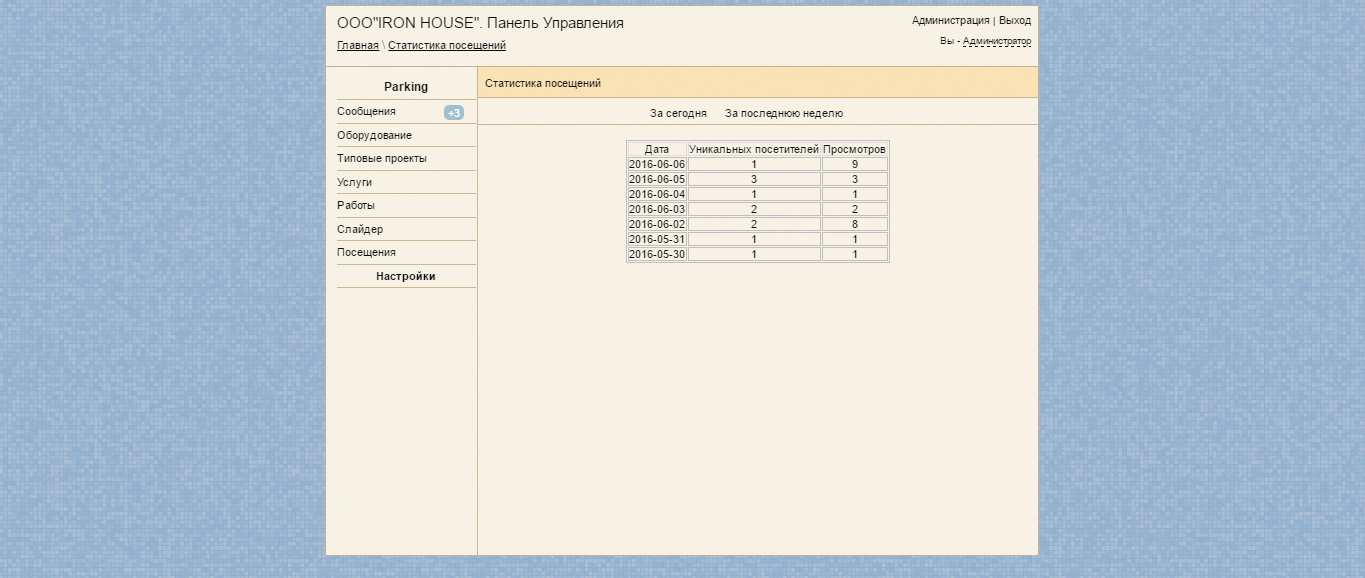 ООО"IRON HOUSE". Панель Управления
Администрация | Выход
Главная \ Статистика посещений
Вы - Администратор
Parking
Сообщения +3
Оборудование
Типовые проекты
Услуги
Работы
Слайдер
Посещения
Настройки
Статистика посещений
За сегодня За последнюю неделю
Дата Уникальных посетителей Просмотров
2016-06-06 1 9
2016-06-05 3 3
2016-06-04 1 1
2016-06-03 2 2
2016-06-02 2 8
2016-05-31 1 1
2016-05-30 1 1